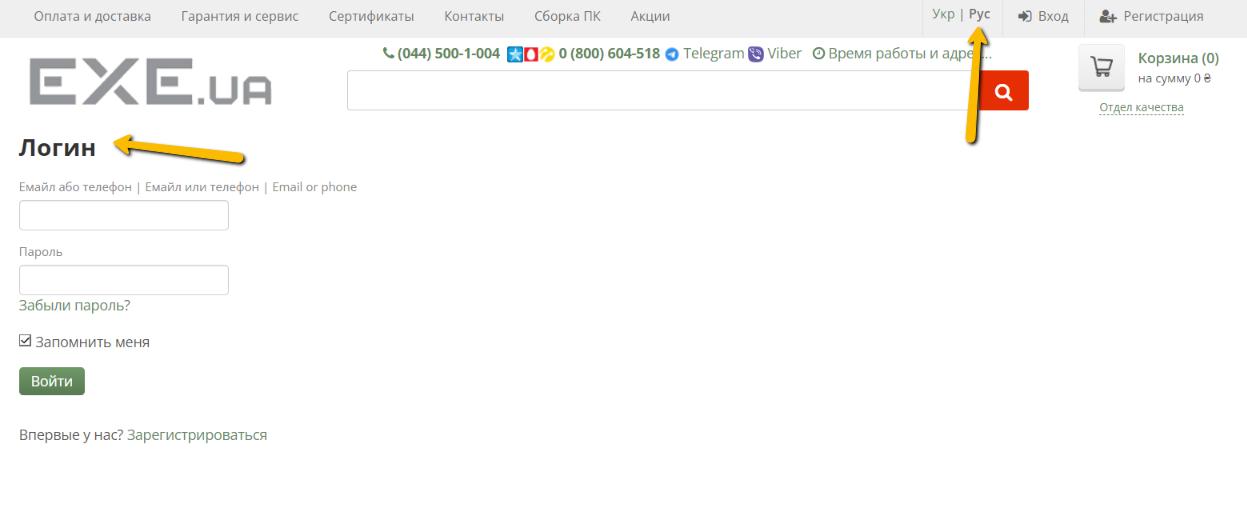 Оплата и доставка Гарантия и сервис Сертификаты Контакты Сборка ПК Акции Укр | Рус Вход Регистрация
(044) 500-1-004 0 (800) 604-518 Telegram Viber Время работы и адре...
EXE.UA
Корзина (0)
на сумму 0 ₴
Отдел качества
Логин
Емайл або телефон | Емайл или телефон | Email or phone
Пароль
Забыли пароль?
Запомнить меня
Войти
Впервые у нас? Зарегистрироваться